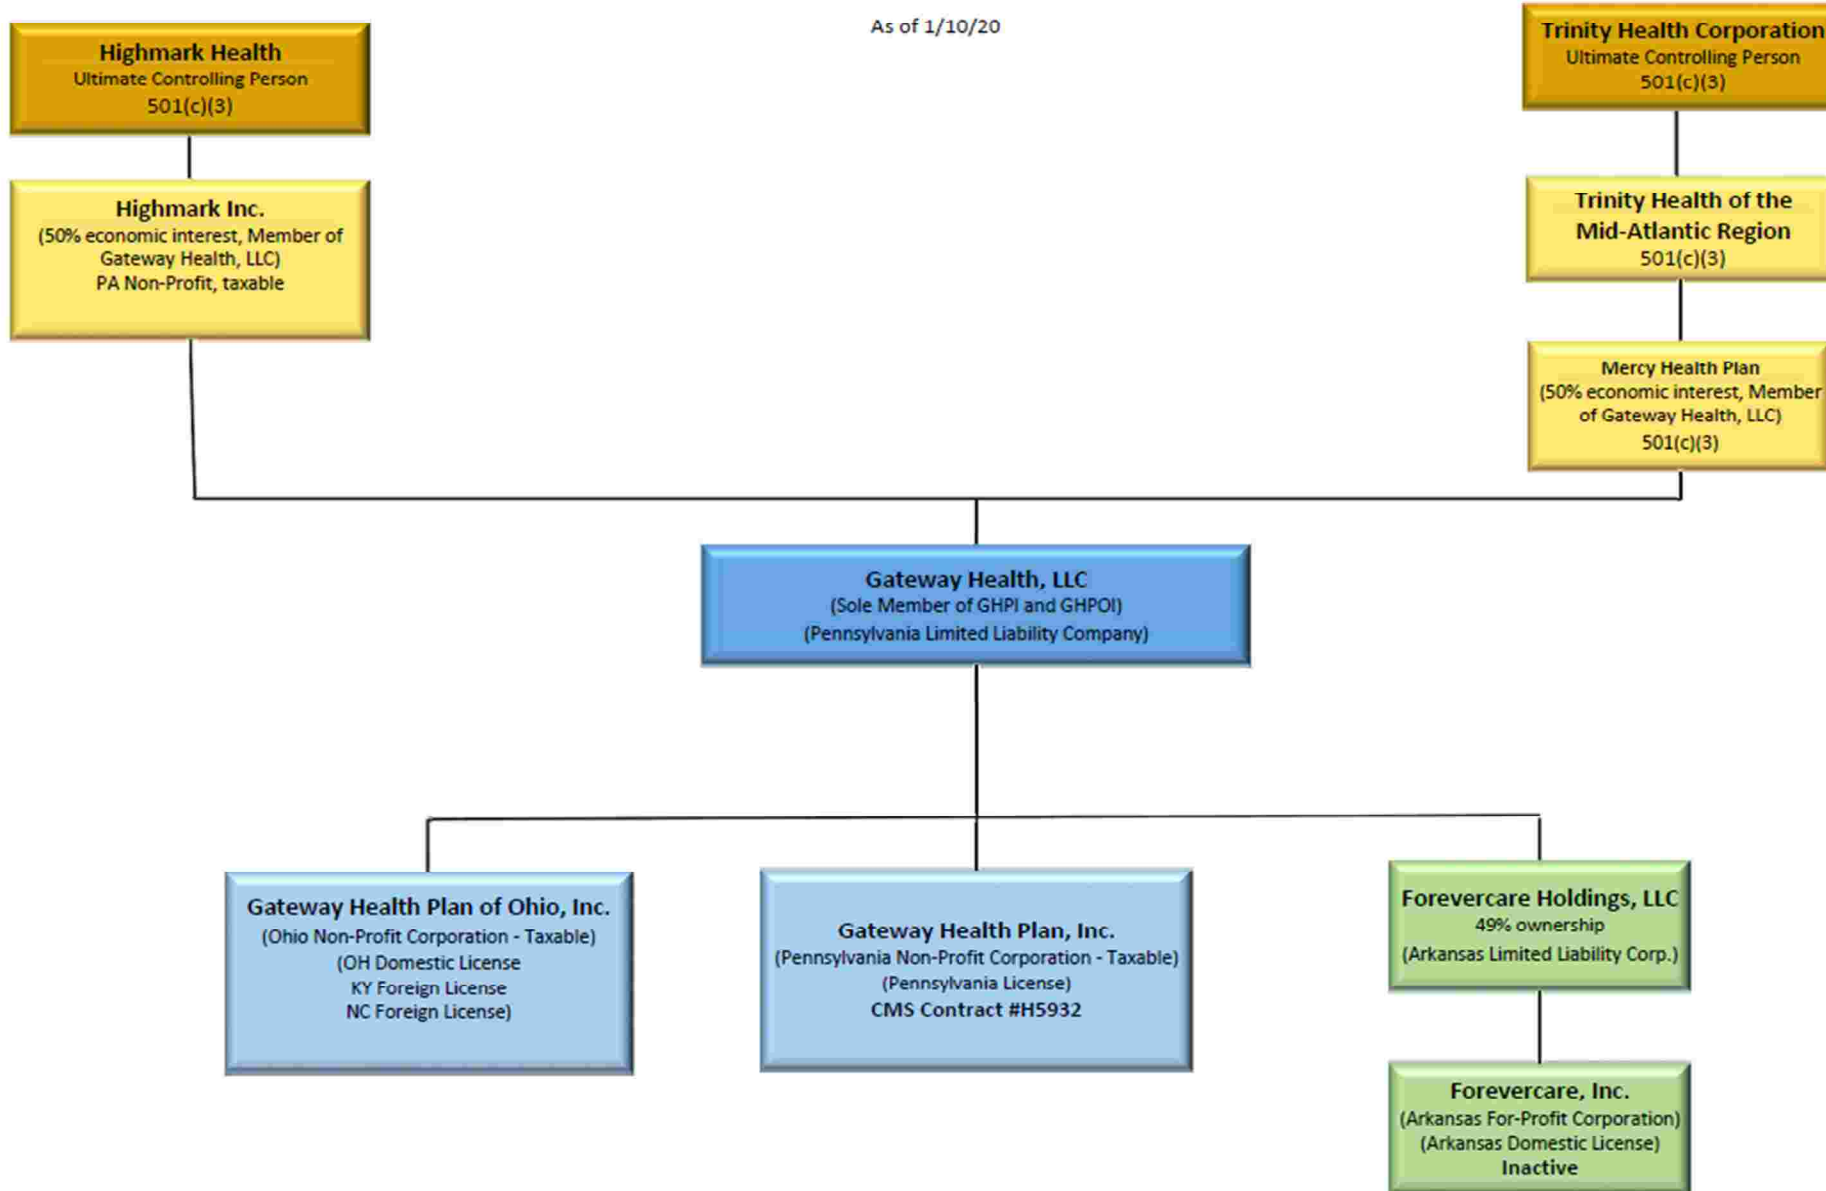 As of 1/10/20
Highmark Health
Ultimate Controlling Person
501(c)(3)
Trinity Health Corporation
Ultimate Controlling Person
501(c)(3)
Highmark Inc.
(50% economic interest, Member of
Gateway Health, LLC)
PA Non-Profit, taxable
Trinity Health of the
Mid-Atlantic Region
501(c)(3)
Mercy Health Plan
(50% economic interest, Member
of Gateway Health, LLC)
501(c)(3)
Gateway Health, LLC
(Sole Member of GHPI and GHPOI)
(Pennsylvania Limited Liability Company)
Gateway Health Plan of Ohio, Inc.
(Ohio Non-Profit Corporation - Taxable)
(OH Domestic License
KY Foreign License
NC Foreign License)
Gateway Health Plan, Inc.
(Pennsylvania Non-Profit Corporation - Taxable)
(Pennsylvania License)
CMS Contract #H5932
Forevercare Holdings, LLC
49% ownership
(Arkansas Limited Liability Corp.)
Forevercare, Inc.
(Arkansas For-Profit Corporation)
(Arkansas Domestic License)
Inactive